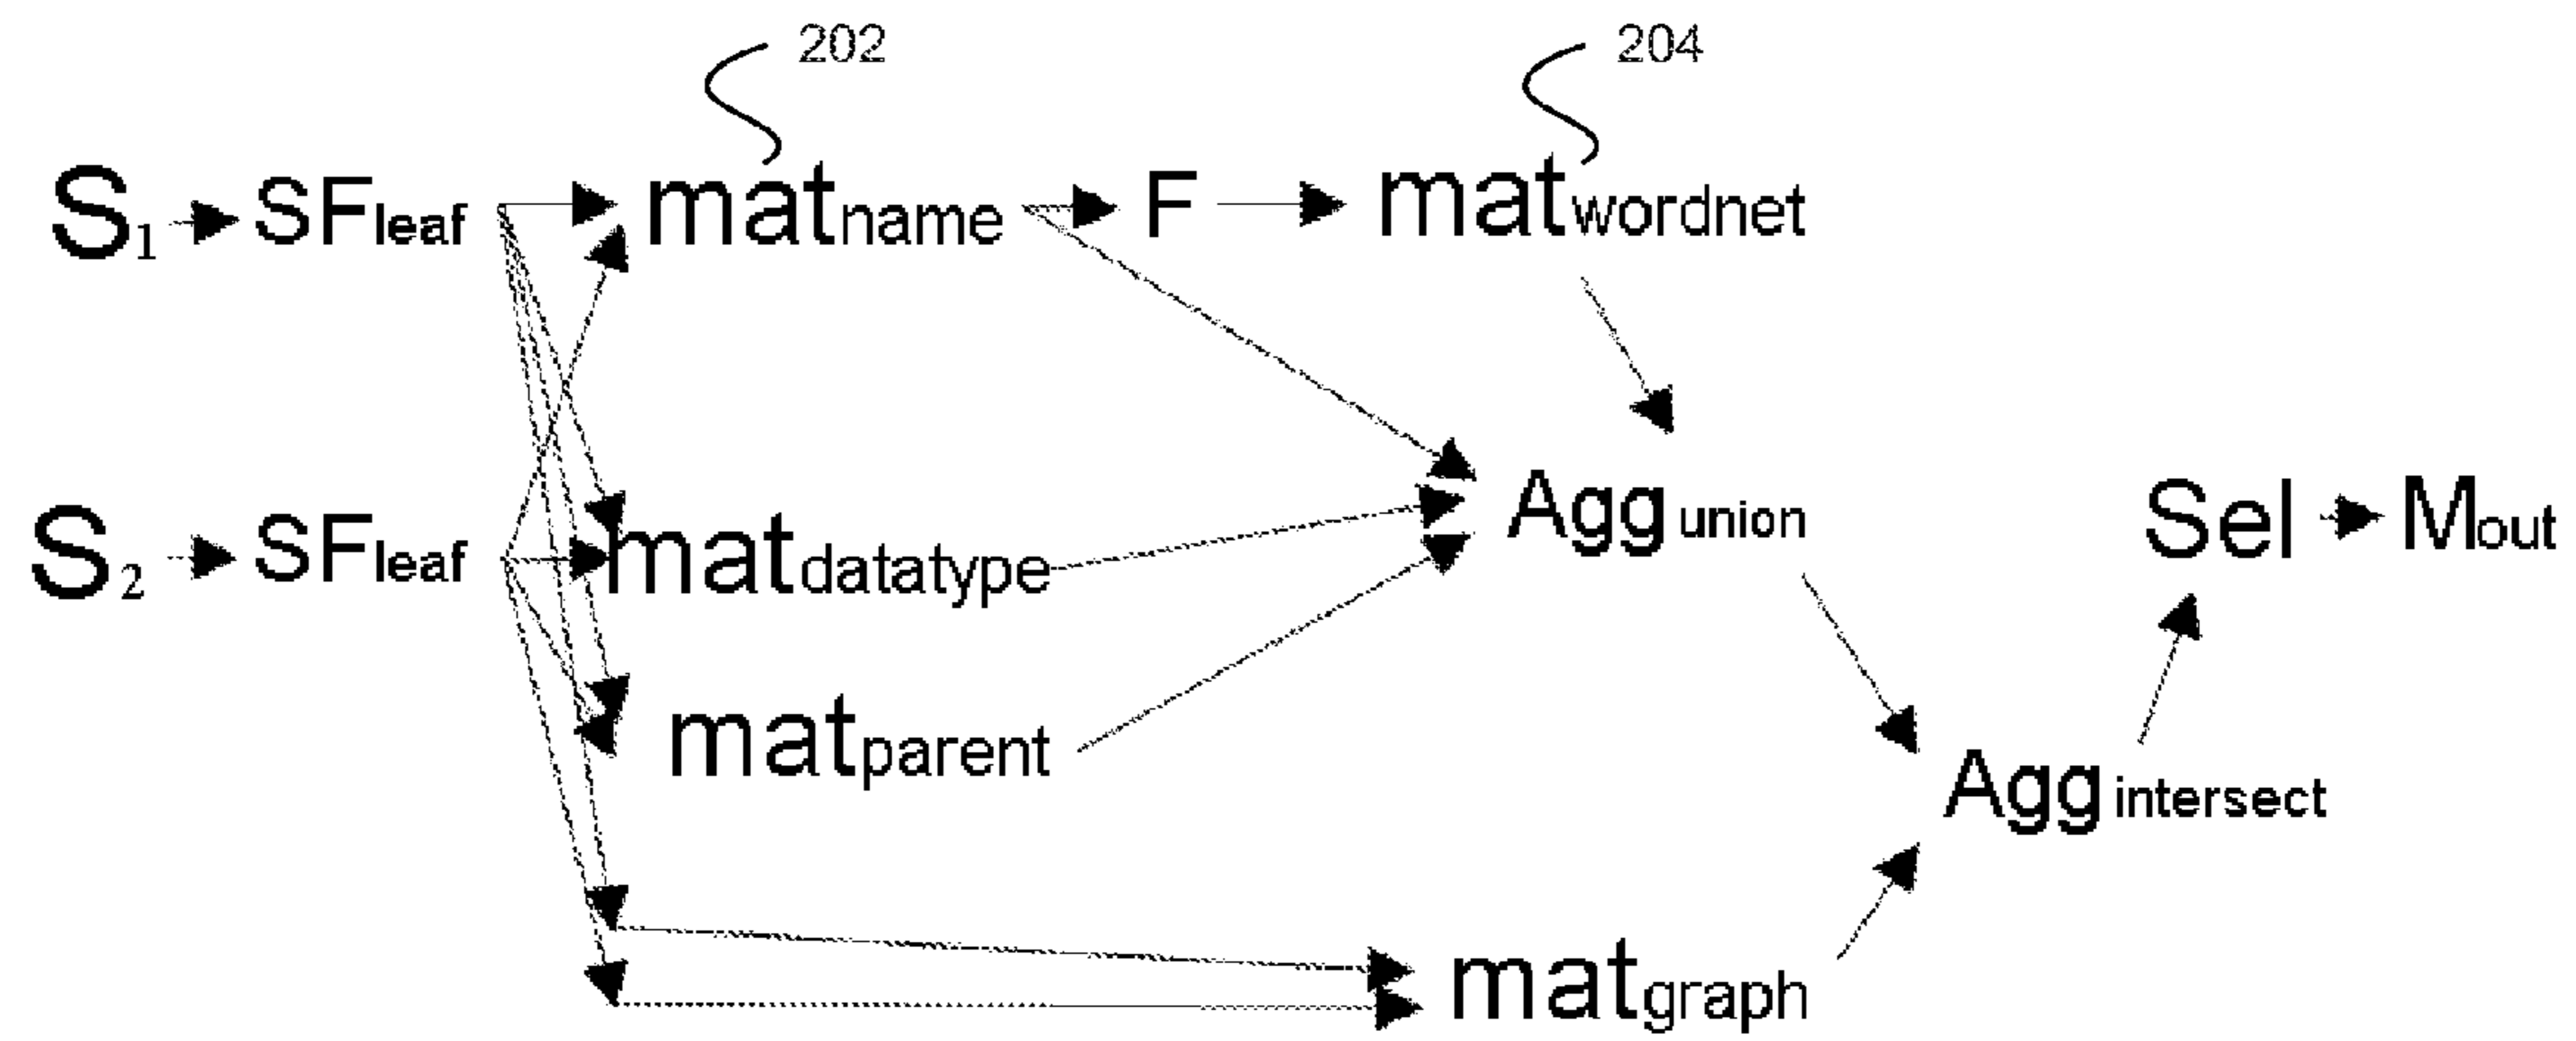 202 204
S1 SFleaf matname F matwordnet
S2 SFleaf matdatatype Agg union Sel Mout
matparent
Agg intersect
matgraph